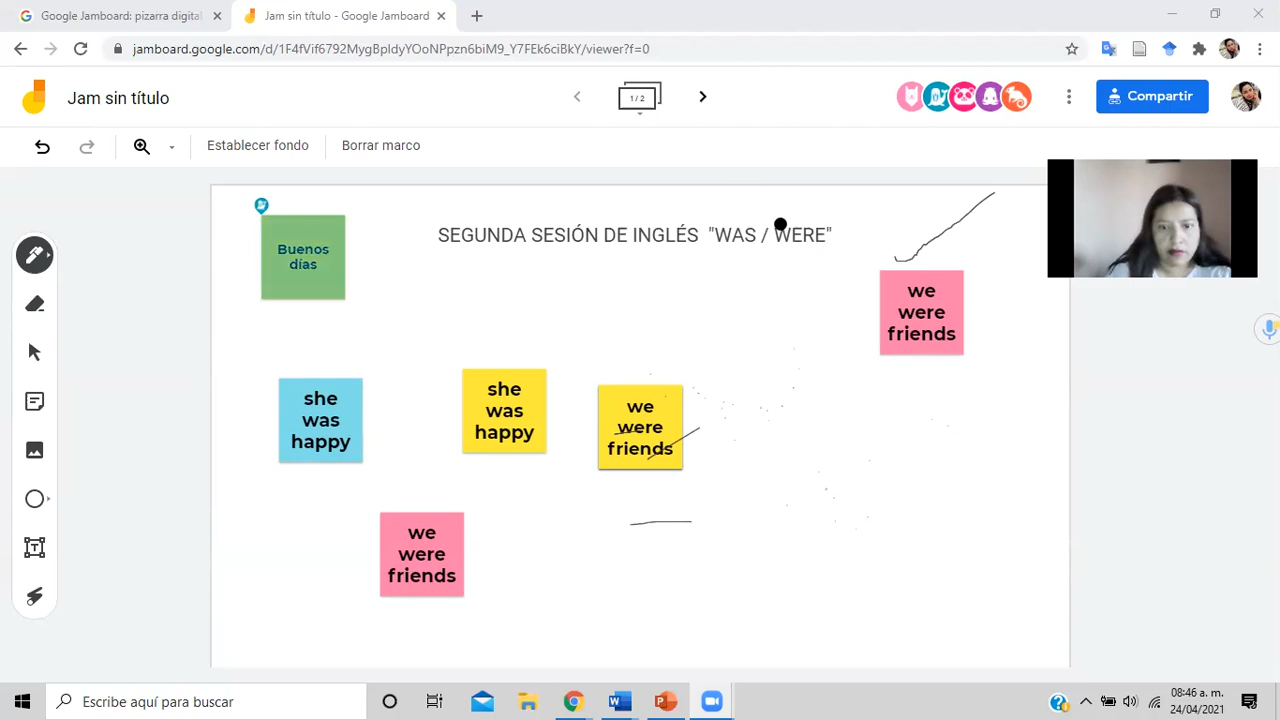 Google Jamboard: pizarra digital
Jam sin título - Google Jamboard
jamboard.google.com/d/1F4fVif6792MygBpldyYOoNPpzn6biM9_Y7FEk6ciBkY/viewer?f=0
Jam sin título
1 / 2
Compartir
Establecer fondo
Borrar marco
SEGUNDA SESIÓN DE INGLÉS "WAS / WERE"
Buenos
días
we
were
friends
she
was
happy
she
was
happy
we
were
friends
we
were
friends
Escribe aquí para buscar
08:46 a. m.
24/04/2021